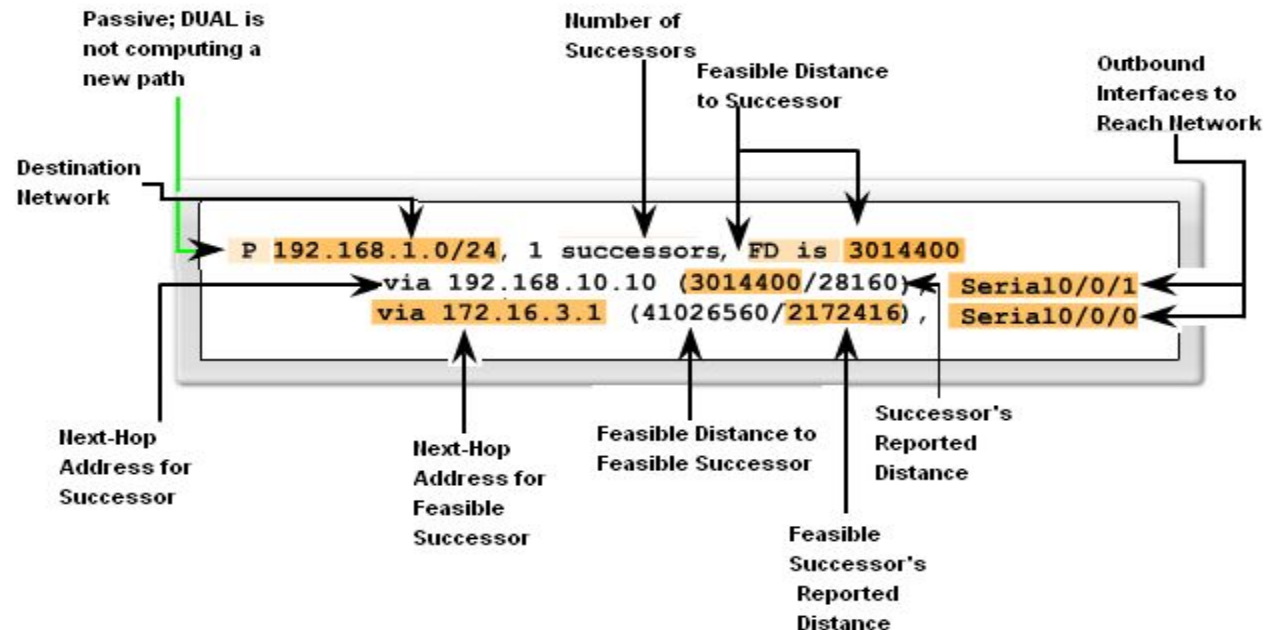 Passive; DUAL is
not computing a
new path
Number of
Successors
Feasible Distance
to Successor
Outbound
Interfaces to
Reach Network
Destination
Network
P 192.168.1.0/24, 1 successors, FD is 3014400
via 192.168.10.10 (3014400/28160), Serial0/0/1
via 172.16.3.1 (41026560/2172416), Serial0/0/0
Next-Hop
Address for
Successor
Next-Hop
Address for
Feasible
Successor
Feasible Distance to
Feasible Successor
Successor's
Reported
Distance
Feasible
Successor's
Reported
Distance